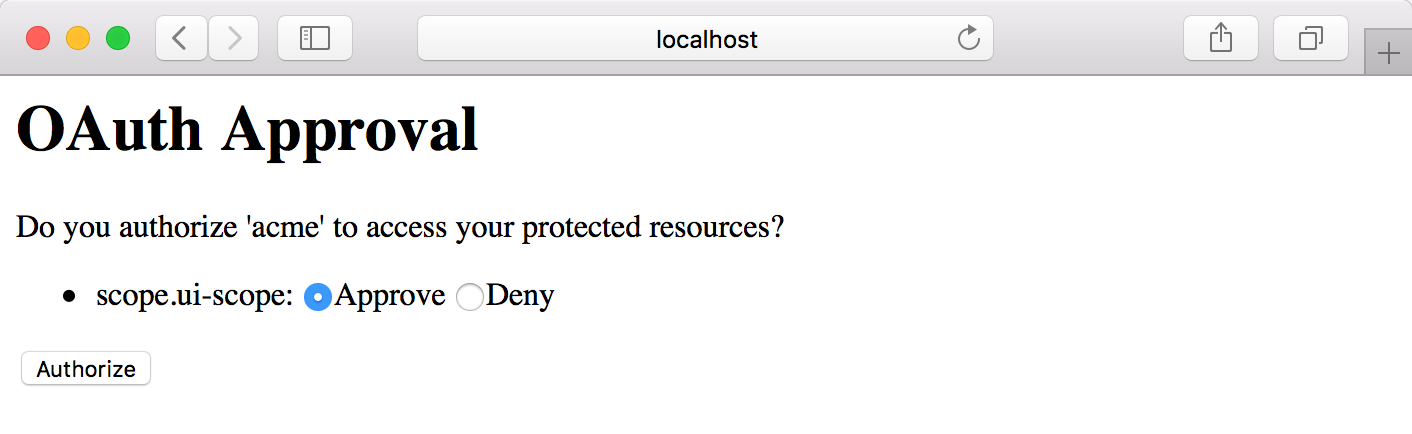 localhost
OAuth Approval
Do you authorize 'acme' to access your protected resources?
scope.ui-scope: Approve Deny
Authorize